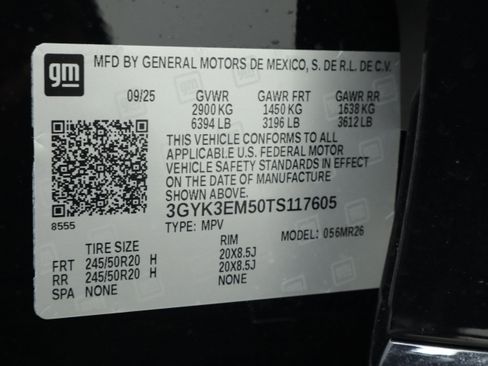 gm
MFD BY GENERAL MOTORS DE MEXICO, S. DE R.L. DE C.V.
09/25 GVWR GAWR FRT GAWR RR
2900 KG 1450 KG 1638 KG
6394 LB 3196 LB 3612 LB
THIS VEHICLE CONFORMS TO ALL
APPLICABLE U.S. FEDERAL MOTOR
VEHICLE SAFETY STANDARDS IN EFFECT
ON THE DATE OF MANUFACTURE
SHOWN ABOVE.
8555 3GYK3EM50TS117605
TYPE: MPV MODEL: 056MR26
TIRE SIZE RIM
FRT 245/50R20 H 20X8.5J
RR 245/50R20 H 20X8.5J
SPA NONE NONE